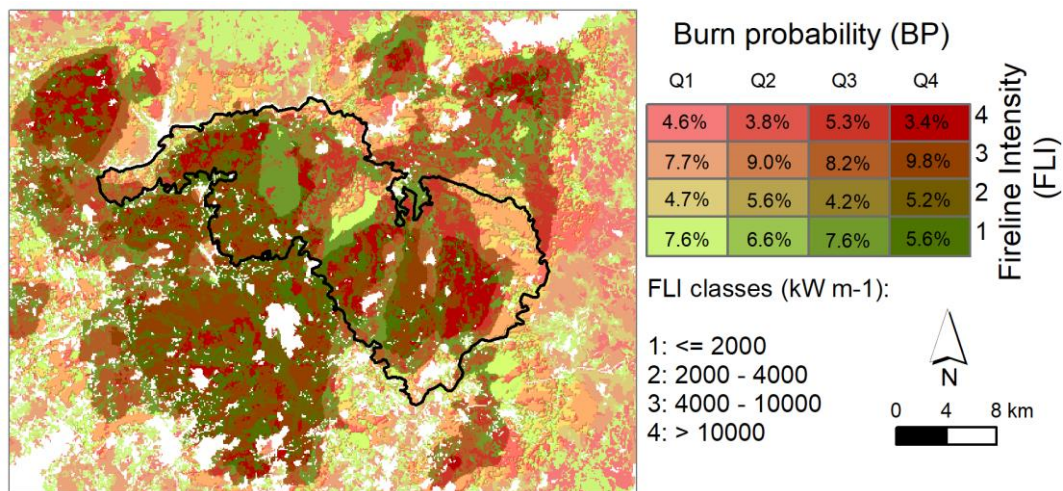 Burn probability (BP)
Q1 Q2 Q3 Q4
4.6% 3.8% 5.3% 3.4% 4
7.7% 9.0% 8.2% 9.8% 3
4.7% 5.6% 4.2% 5.2% 2
7.6% 6.6% 7.6% 5.6% 1
Fireline Intensity
(FLI)
FLI classes (kW m-1):
1: <= 2000
2: 2000 - 4000
3: 4000 - 10000
4: > 10000
N
0 4 8 km